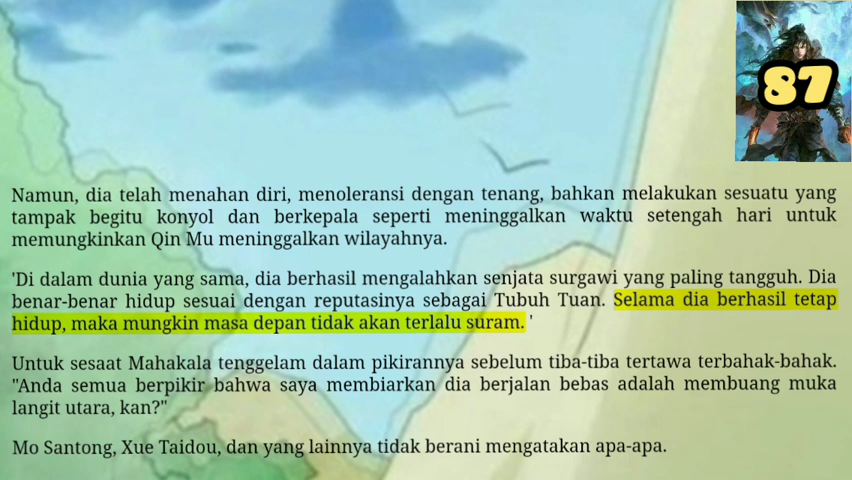 87
Namun, dia telah menahan diri, menoleransi dengan tenang, bahkan melakukan sesuatu yang
tampak begitu konyol dan berkepala seperti meninggalkan waktu setengah hari untuk
memungkinkan Qin Mu meninggalkan wilayahnya.
'Di dalam dunia yang sama, dia berhasil mengalahkan senjata surgawi yang paling tangguh. Dia
benar-benar hidup sesuai dengan reputasinya sebagai Tubuh Tuan. Selama dia berhasil tetap
hidup, maka mungkin masa depan tidak akan terlalu suram. '
Untuk sesaat Mahakala tenggelam dalam pikirannya sebelum tiba-tiba tertawa terbahak-bahak.
"Anda semua berpikir bahwa saya membiarkan dia berjalan bebas adalah membuang muka
langit utara, kan?"
Mo Santong, Xue Taidou, dan yang lainnya tidak berani mengatakan apa-apa.